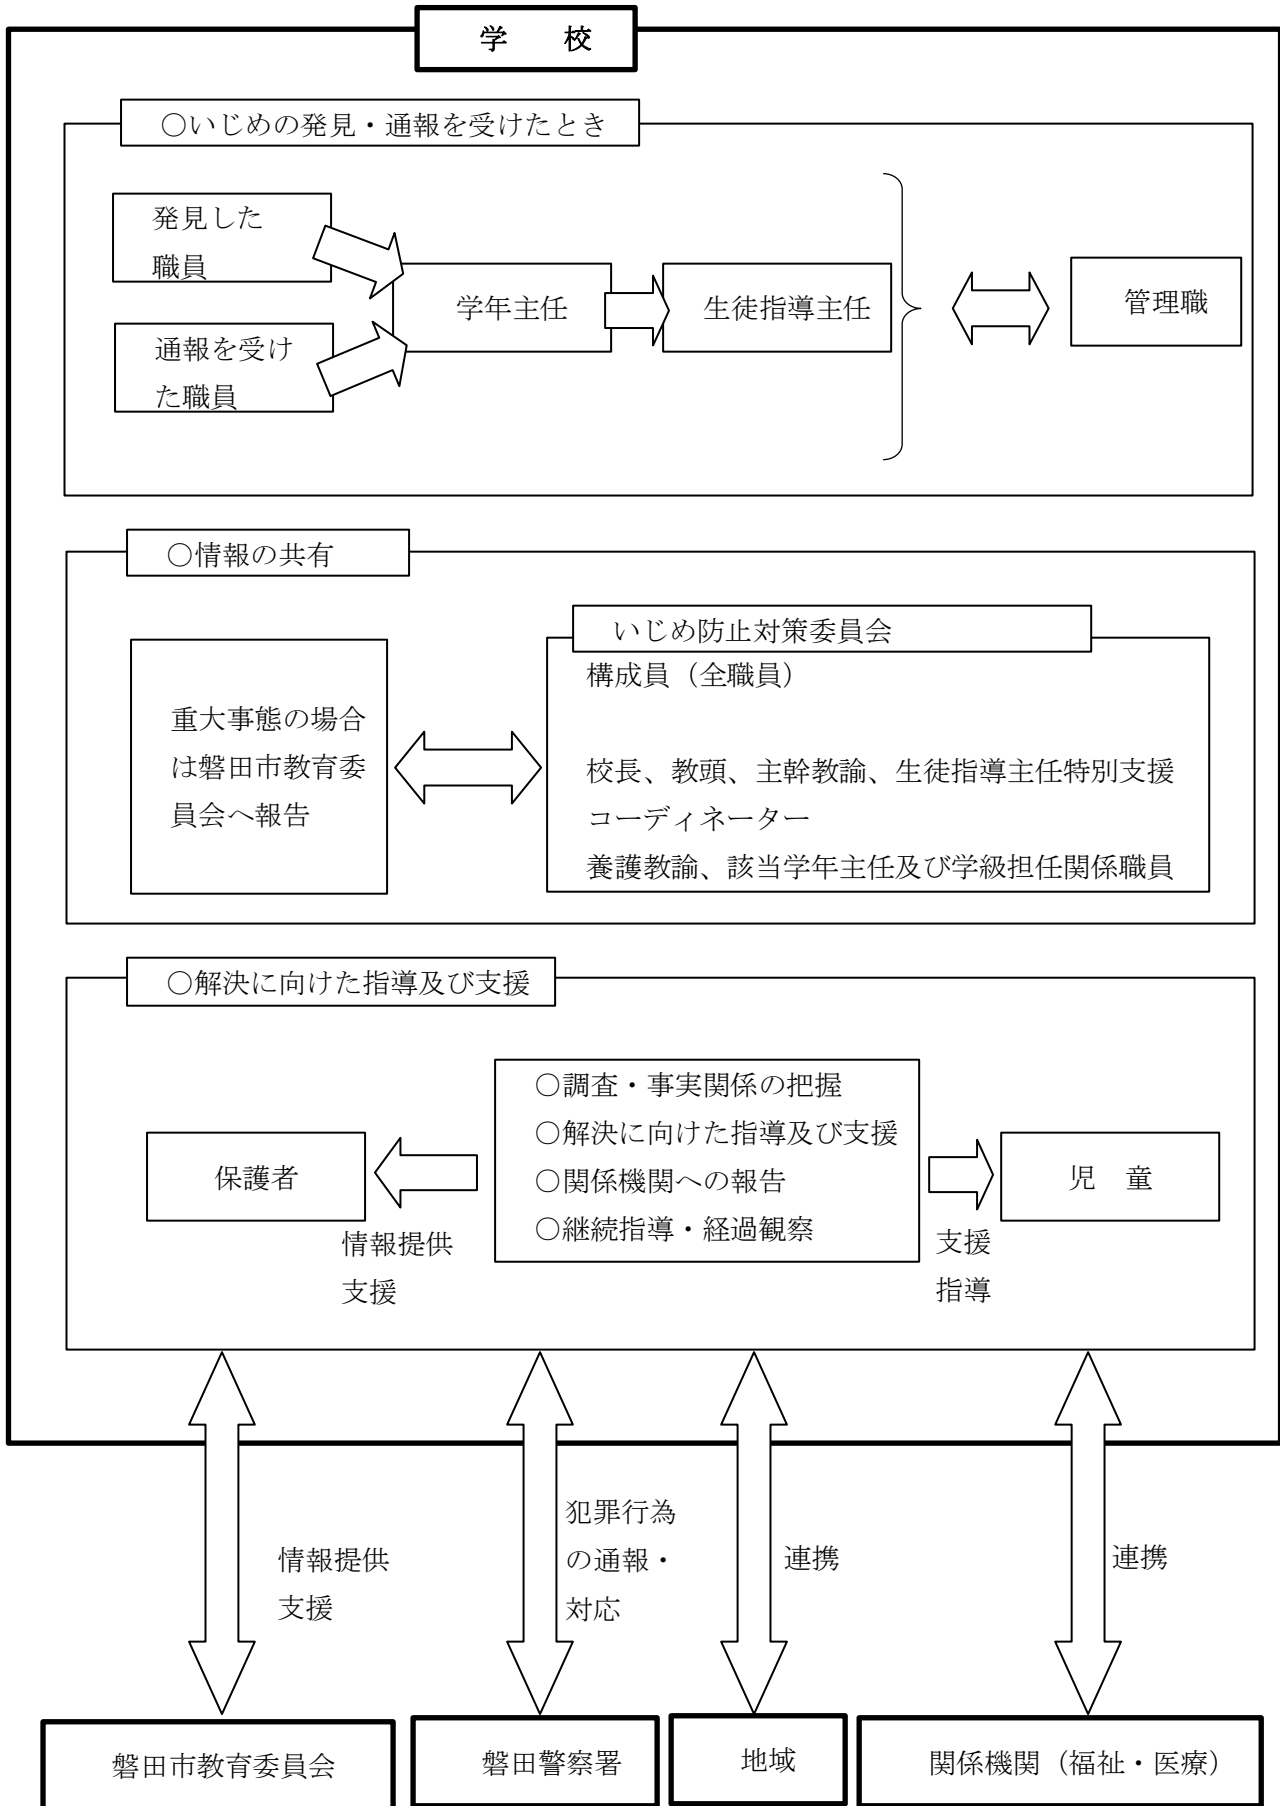 学　校
○いじめの発見・通報を受けたとき
発見した
職員
通報を受け
た職員
学年主任
生徒指導主任
管理職
○情報の共有
重大事態の場合
は磐田市教育委
員会へ報告
いじめ防止対策委員会
構成員（全職員）
校長、教頭、主幹教諭、生徒指導主任特別支援
コーディネーター
養護教諭、該当学年主任及び学級担任関係職員
○解決に向けた指導及び支援
保護者
情報提供
支援
○調査・事実関係の把握
○解決に向けた指導及び支援
○関係機関への報告
○継続指導・経過観察
児　童
支援
指導
情報提供
支援
犯罪行為
の通報・
対応
連携
連携
磐田市教育委員会
磐田警察署
地域
関係機関（福祉・医療）